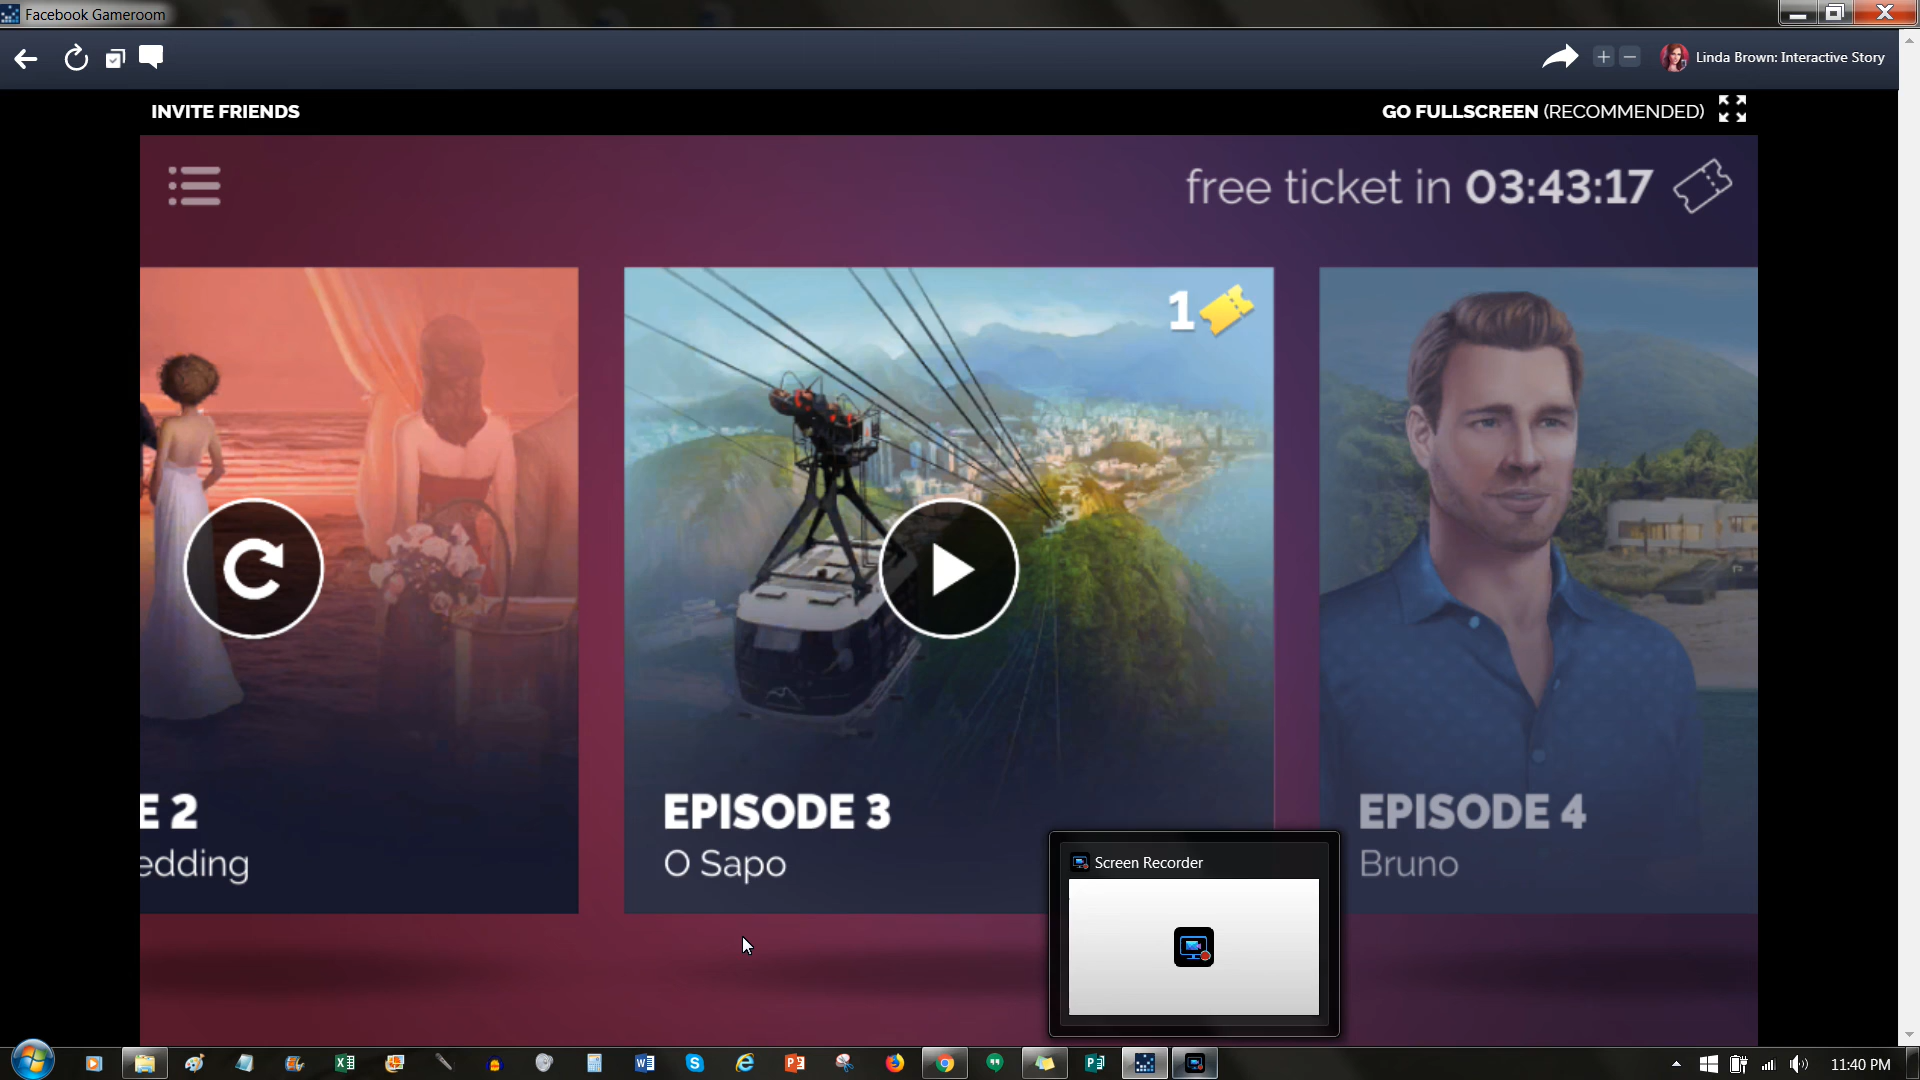 Facebook Gameroom
Linda Brown: Interactive Story
INVITE FRIENDS
GO FULLSCREEN (RECOMMENDED)
free ticket in 03:43:17
1
E 2
edding
EPISODE 3
O Sapo
EPISODE 4
Bruno
Screen Recorder
11:40 PM